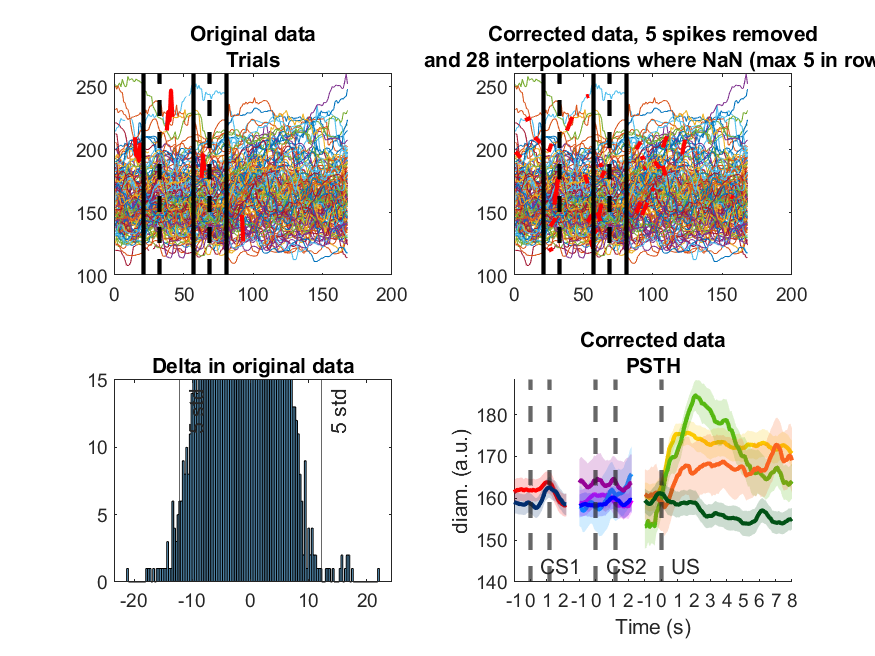 Original data
Trials
250
200
150
100
0 50 100 150 200
Corrected data, 5 spikes removed
and 28 interpolations where NaN (max 5 in row
250
200
150
100
0 50 100 150 200
Delta in original data
15
10
5
0
-20 -10 0 10 20
5 std
5 std
Corrected data
PSTH
diam. (a.u.)
180
170
160
150
140
CS1 CS2 US
-1 0 1 2 -1 0 1 2 -1 0 1 2 3 4 5 6 7 8
Time (s)